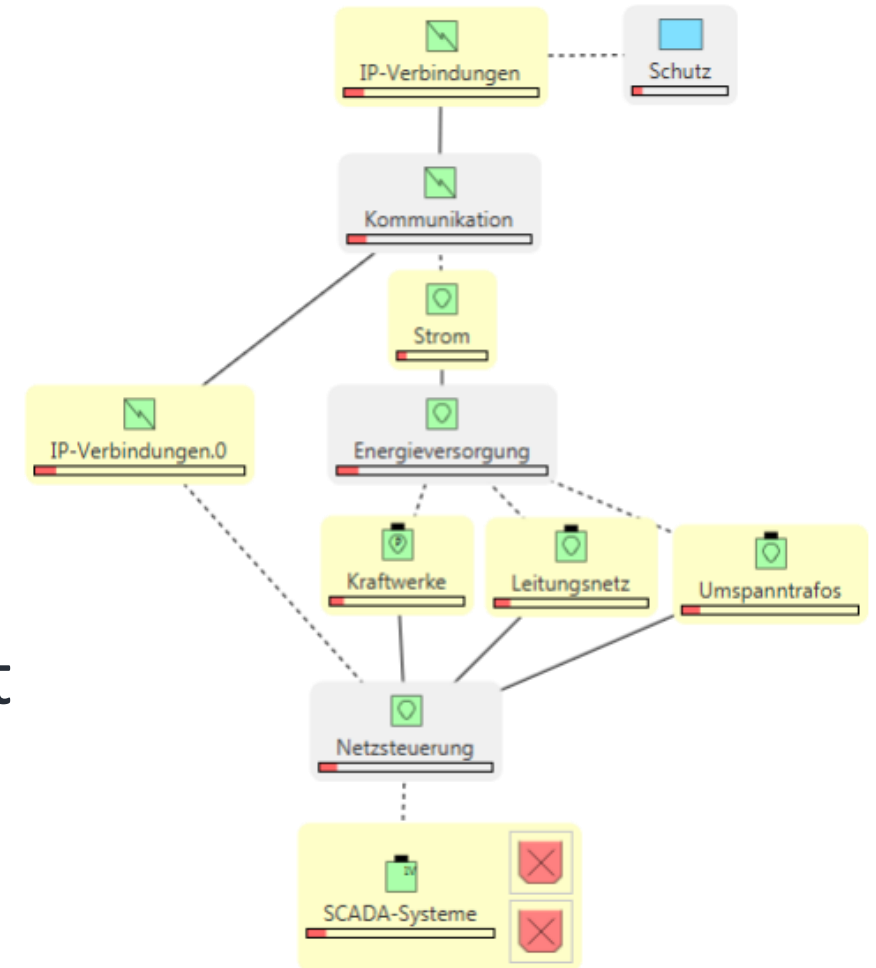 IP-Verbindungen
Schutz
Kommunikation
Strom
IP-Verbindungen.0
Energieversorgung
Kraftwerke
Leitungsnetz
Umspanntrafos
t
Netzsteuerung
SCADA-Systeme